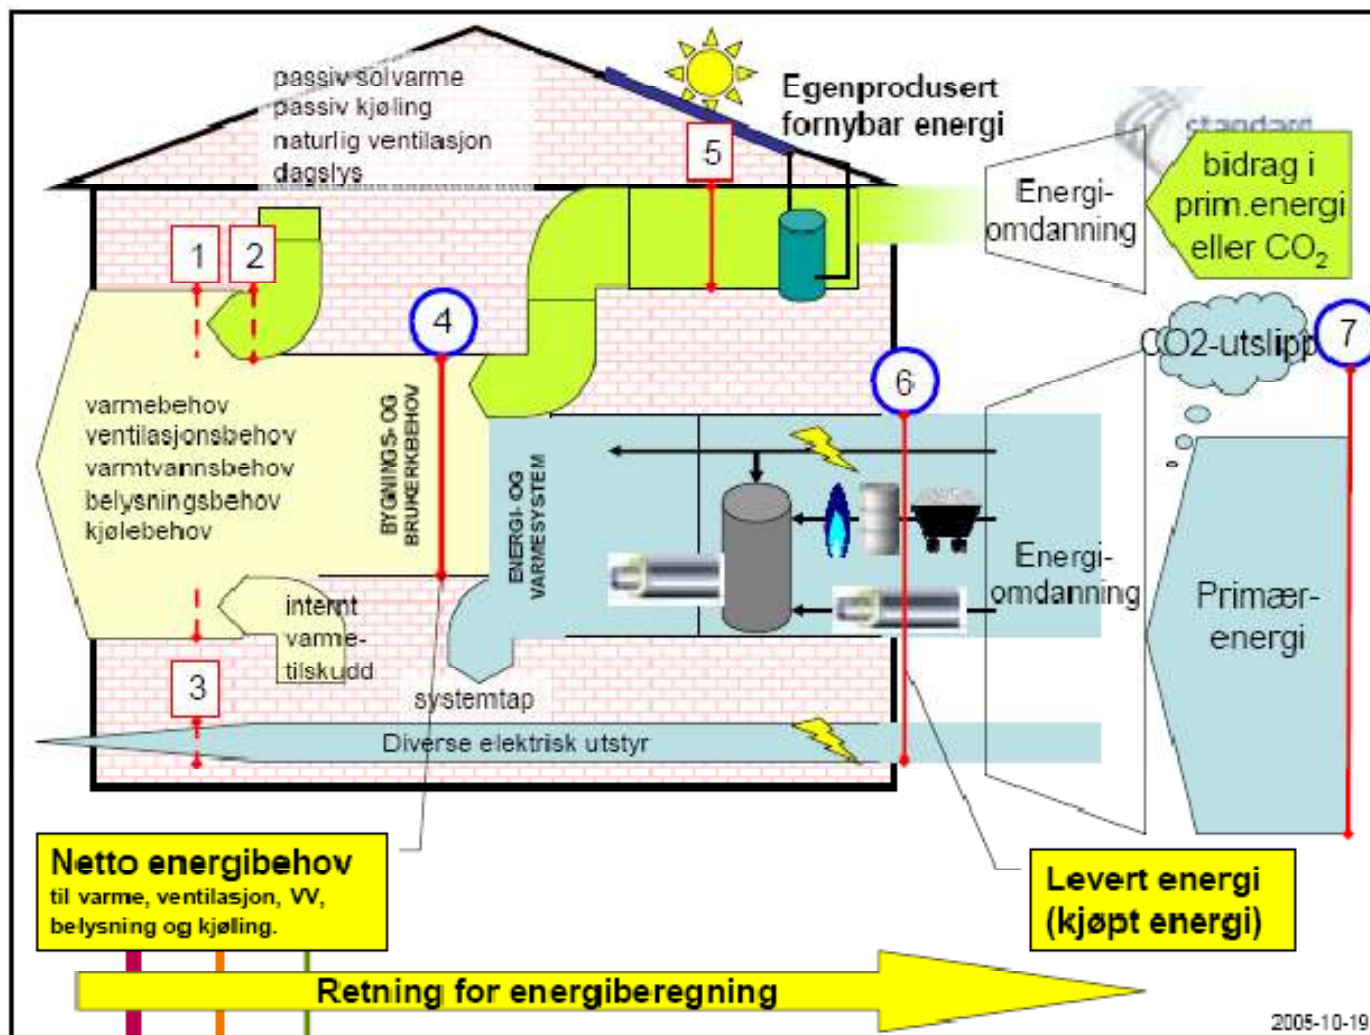 passiv solvarme
passiv kjøling
naturlig ventilasjon
dagslys
Egenprodusert
fornybar energi
standard
5
Energi-
omdanning
bidrag i
prim.energi
eller CO2
1
2
4
CO2-utslipp
7
6
varmebehov
ventilasjonsbehov
varmtvannsbehov
belysningsbehov
kjølebehov
BYGNINGS- OG
BRUKERKBEHOV
ENERGI- OG
VARMESYSTEM
Energi-
omdanning
Primær-
energi
internt
varme-
tilskudd
3
systemtap
Diverse elektrisk utstyr
Netto energibehov
til varme, ventilasjon, VV,
belysning og kjøling.
Levert energi
(kjøpt energi)
Retning for energiberegning
2005-10-19